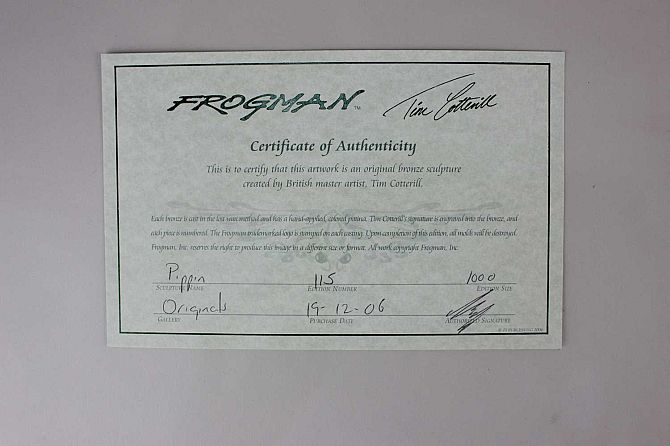 FROGMAN™ Tim Cotterill
Certificate of Authenticity
This is to certify that this artwork is an original bronze sculpture
created by British master artist, Tim Cotterill.
Each bronze is cast in the lost wax method and has a hand-applied, colored patina. Tim Cotterill's signature is engraved into the bronze, and
each piece is numbered. The Frogman trademarked logo is stamped on each casting. Upon completion of this edition, all molds will be destroyed.
Frogman, Inc. reserves the right to produce this image in a different size or format. All work copyright Frogman, Inc.
Pippin 115 1000
SCULPTURE NAME EDITION NUMBER EDITION SIZE
Originals 19-12-06
GALLERY PURCHASE DATE AUTHORIZED SIGNATURE